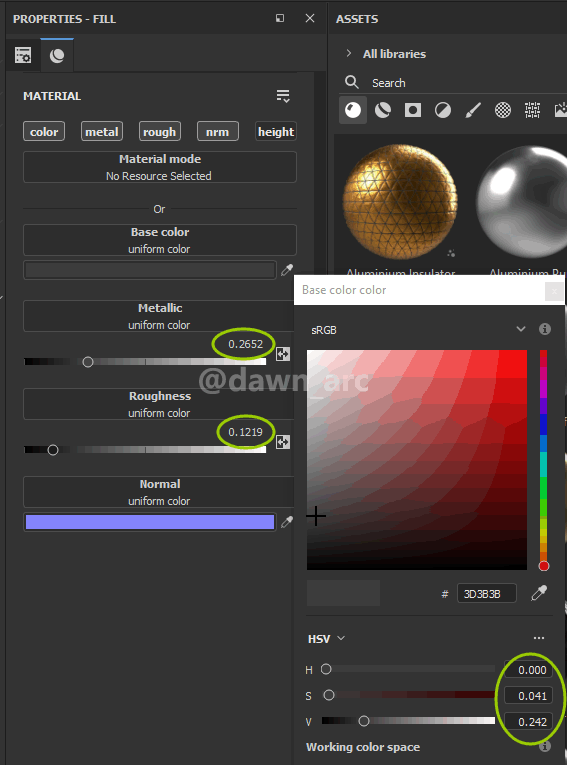 PROPERTIES - FILL
MATERIAL
color metal rough nrm height
Material mode
No Resource Selected
Or
Base color
uniform color
Metallic
uniform color
0.2652
Roughness
uniform color
0.1219
Normal
uniform color
ASSETS
All libraries
Search
Aluminium Insulator
Base color color
x
sRGB
# 3D3B3B
HSV
H 0.000
S 0.041
V 0.242
Working color space
@dawn_arc